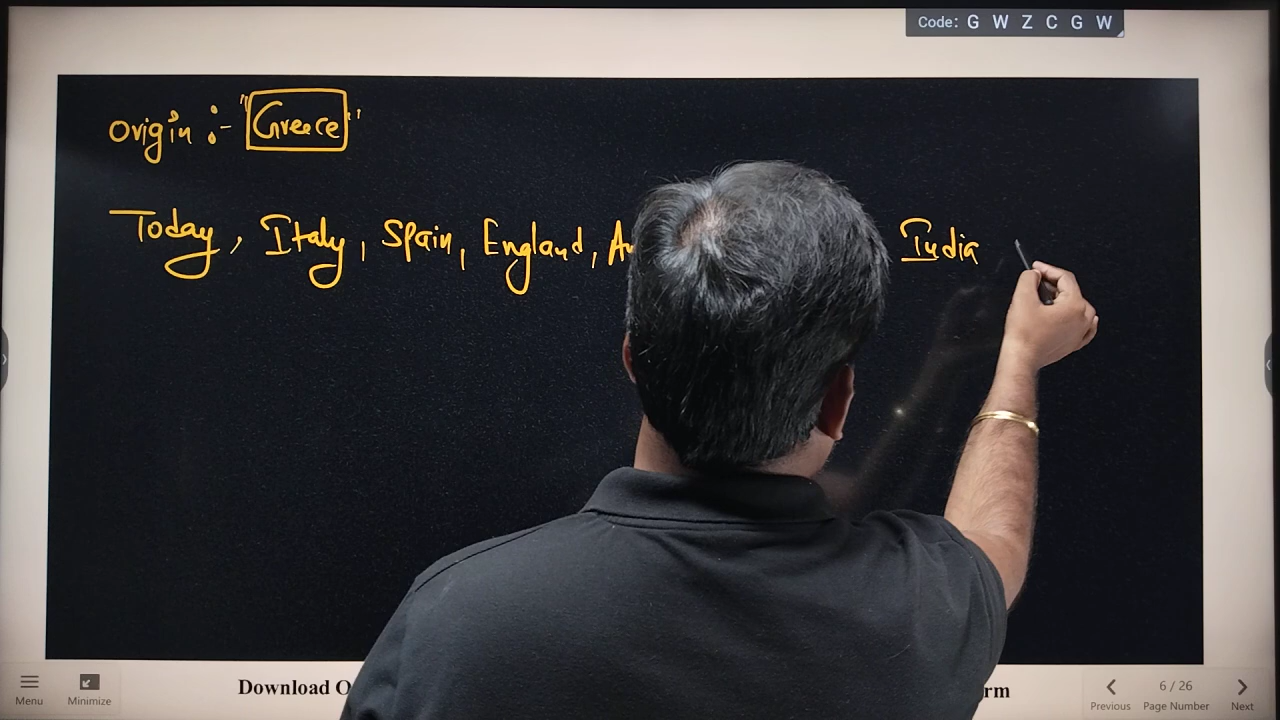 Code: G W Z C G W
Origin :- "Greece"
Today, Italy, Spain, England, India
Menu
Minimize
Download
Previous
6 / 26
Page Number
Next